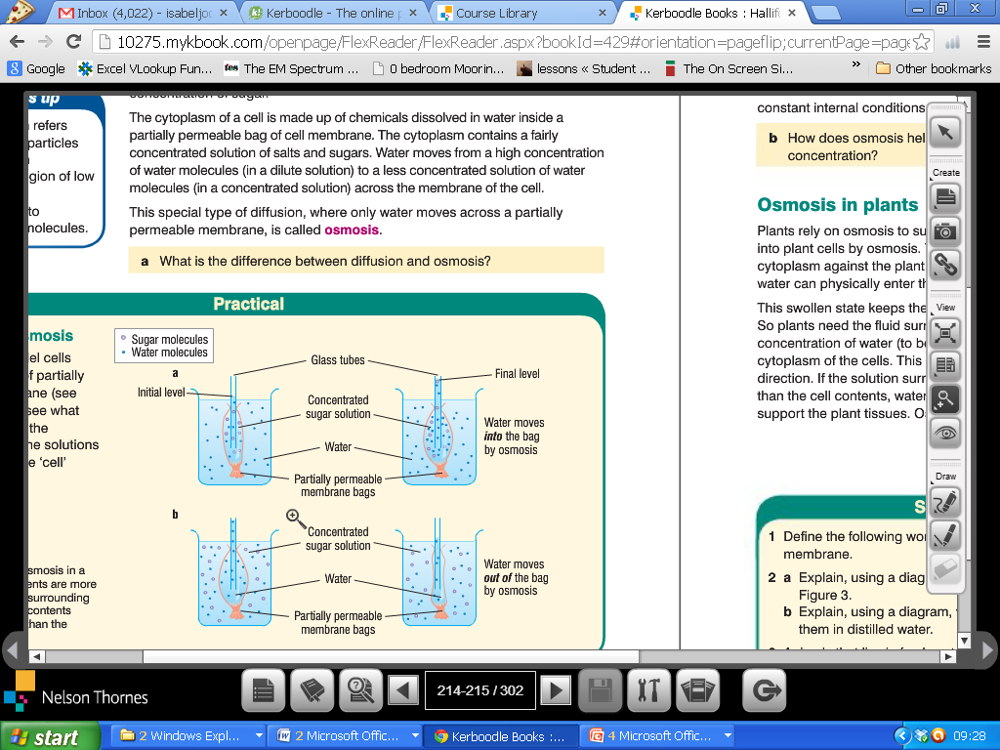 Inbox (4,022) - isabeljo
Kerboodle - The online
Course Library
Kerboodle Books : Hallif
10275.mykbook.com/openpage/FlexReader/FlexReader.aspx?bookId=429#orientation=pageflip;currentPage=page
Google
Excel VLookup Fun...
tes
The EM Spectrum ...
0 bedroom Moorin...
lessons « Student ...
The On Screen Si...
»
Other bookmarks
s up
refers
particles
gion of low
to
molecules.
concentration of sugar.
The cytoplasm of a cell is made up of chemicals dissolved in water inside a
partially permeable bag of cell membrane. The cytoplasm contains a fairly
concentrated solution of salts and sugars. Water moves from a high concentration
of water molecules (in a dilute solution) to a less concentrated solution of water
molecules (in a concentrated solution) across the membrane of the cell.
This special type of diffusion, where only water moves across a partially
permeable membrane, is called osmosis.
a What is the difference between diffusion and osmosis?
Practical
mosis
el cells
f partially
ane (see
see what
the
ne solutions
e 'cell'
smosis in a
ents are more
surrounding
contents
han the
Sugar molecules
Water molecules
a
Glass tubes
Final level
Initial level
Concentrated
sugar solution
Water moves
into the bag
by osmosis
Water
Partially permeable
membrane bags
b
Concentrated
sugar solution
Water moves
out of the bag
by osmosis
Water
Partially permeable
membrane bags
constant internal conditions
b How does osmosis hel
concentration?
Osmosis in plants
Plants rely on osmosis to su
into plant cells by osmosis.
cytoplasm against the plant
water can physically enter th
This swollen state keeps the
So plants need the fluid surr
concentration of water (to be
cytoplasm of the cells. This
direction. If the solution surr
than the cell contents, water
support the plant tissues. O
S
1 Define the following wor
membrane.
2 a Explain, using a diag
Figure 3.
b Explain, using a diagram,
them in distilled water.
Create
View
Draw
Nelson Thornes
214-215 / 302
start
2 Windows Expl...
2 Microsoft Offic...
Kerboodle Books :...
4 Microsoft Offic...
09:28